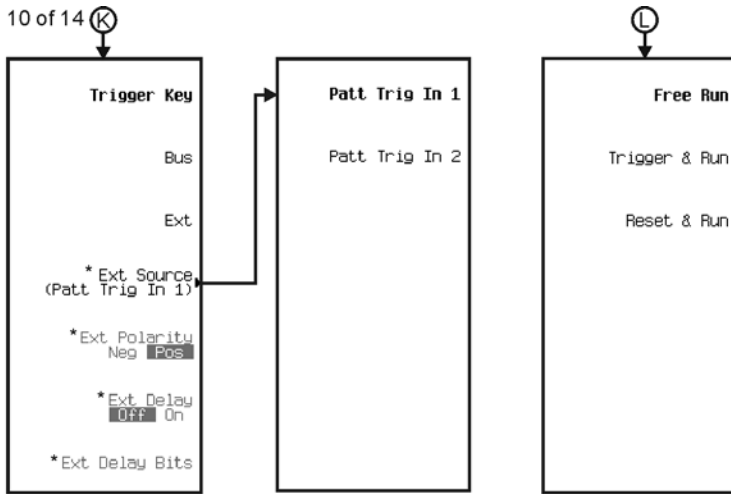 10 of 14 K
Trigger Key
Bus
Ext
* Ext Source
(Patt Trig In 1)
*Ext Polarity
Neg Pos
*Ext Delay
Off On
*Ext Delay Bits
Patt Trig In 1
Patt Trig In 2
L
Free Run
Trigger & Run
Reset & Run